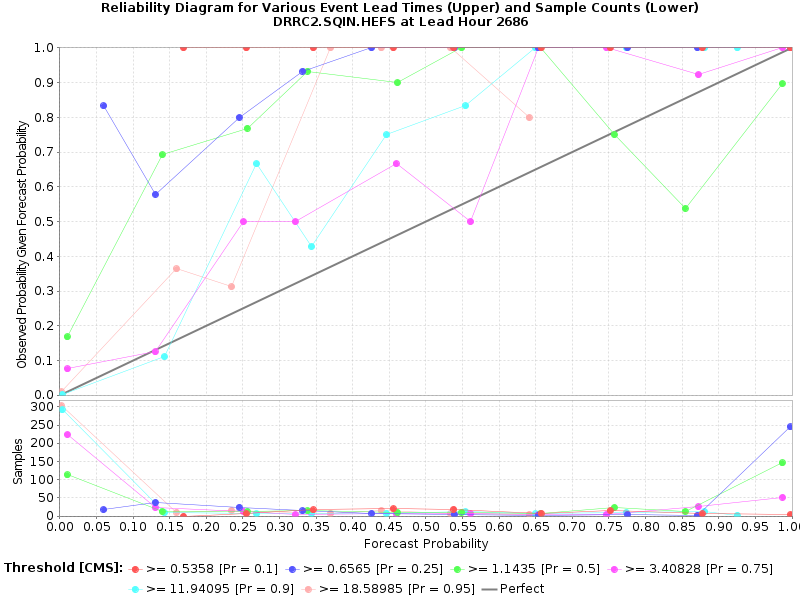 Reliability Diagram for Various Event Lead Times (Upper) and Sample Counts (Lower)
DRRC2.SQIN.HEFS at Lead Hour 2686
Observed Probability Given Forecast Probability
1.0
0.9
0.8
0.7
0.6
0.5
0.4
0.3
0.2
0.1
0.0
Samples
300
250
200
150
100
50
0
0.00 0.05 0.10 0.15 0.20 0.25 0.30 0.35 0.40 0.45 0.50 0.55 0.60 0.65 0.70 0.75 0.80 0.85 0.90 0.95 1.0
Forecast Probability
Threshold [CMS]: >= 0.5358 [Pr = 0.1] >= 0.6565 [Pr = 0.25] >= 1.1435 [Pr = 0.5] >= 3.40828 [Pr = 0.75]
>= 11.94095 [Pr = 0.9] >= 18.58985 [Pr = 0.95] Perfect